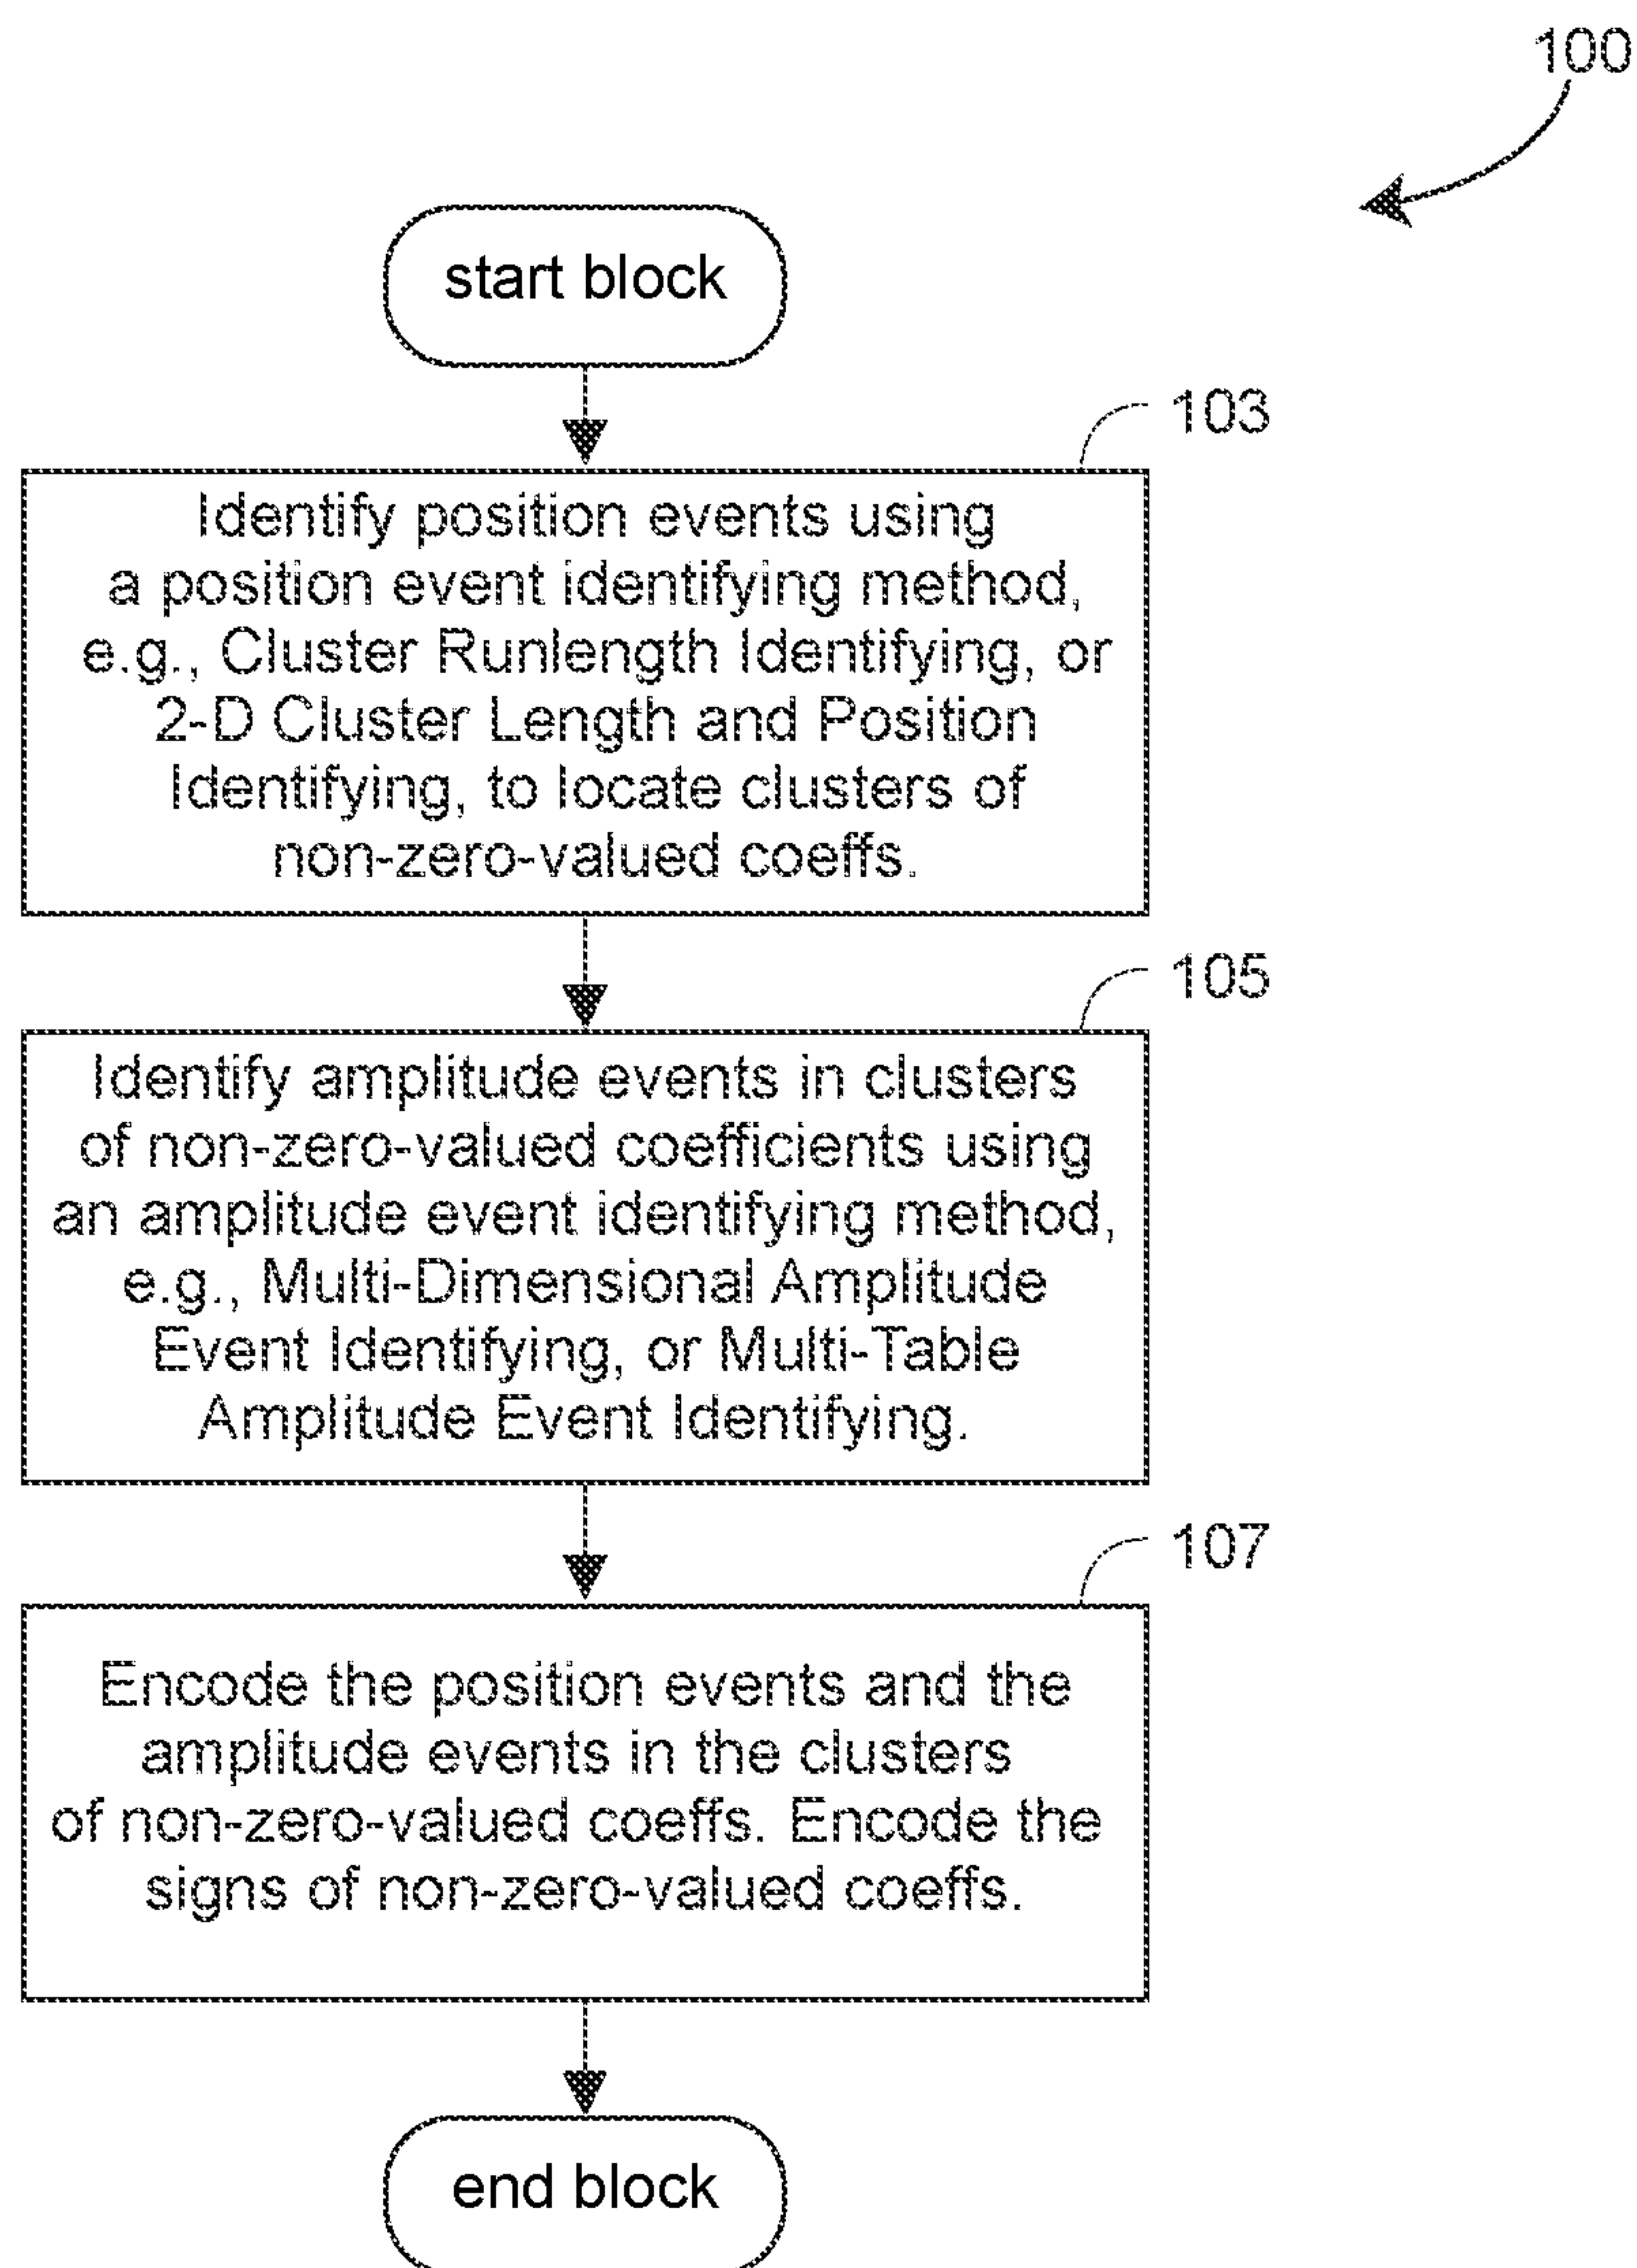 100
start block
103
Identify position events using
a position event identifying method,
e.g., Cluster Runlength Identifying, or
2-D Cluster Length and Position
Identifying, to locate clusters of
non-zero-valued coeffs.
105
Identify amplitude events in clusters
of non-zero-valued coefficients using
an amplitude event identifying method,
e.g., Multi-Dimensional Amplitude
Event Identifying, or Multi-Table
Amplitude Event Identifying.
107
Encode the position events and the
amplitude events in the clusters
of non-zero-valued coeffs. Encode the
signs of non-zero-valued coeffs.
end block